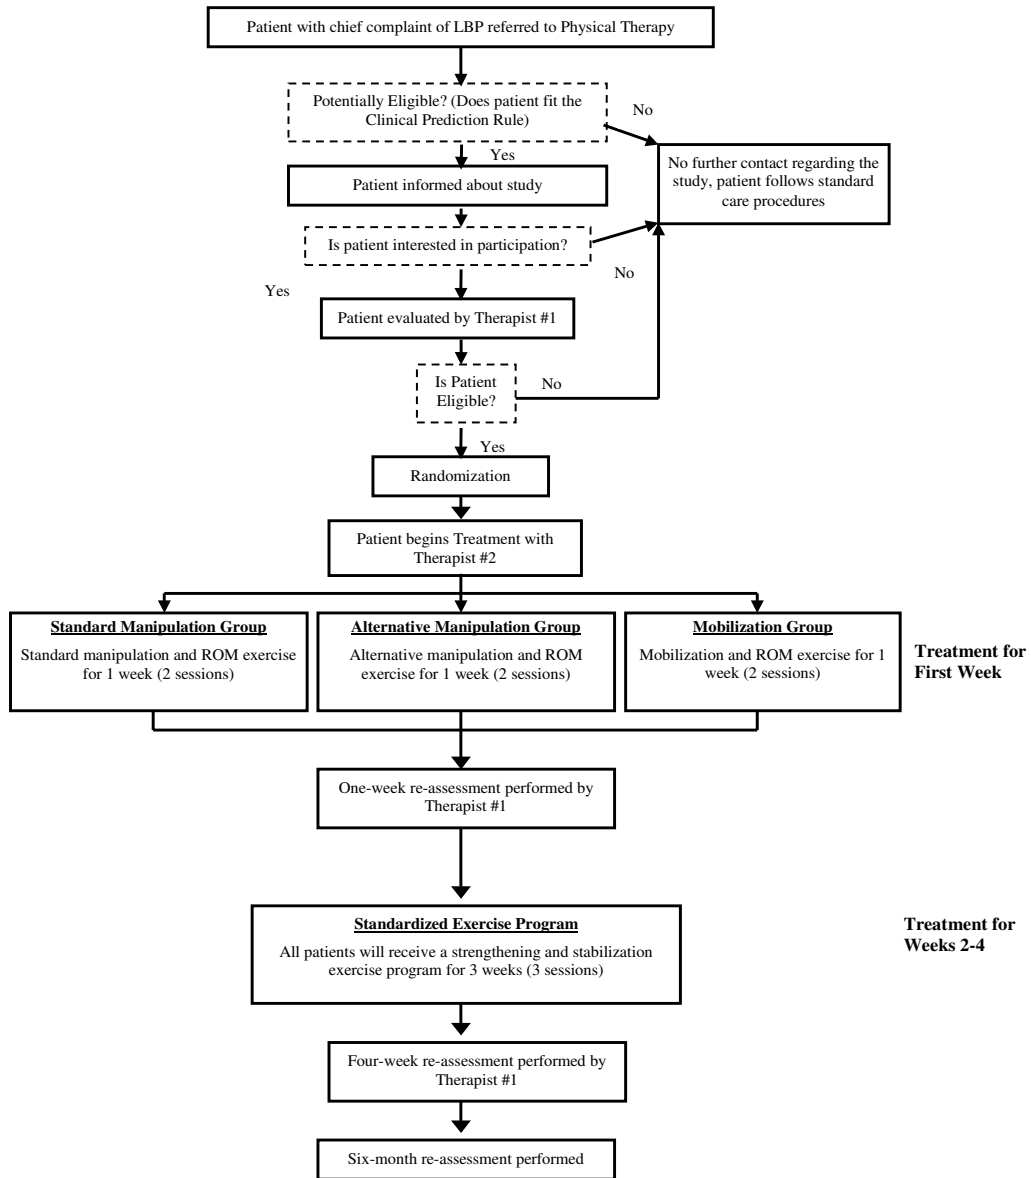 Patient with chief complaint of LBP referred to Physical Therapy
Potentially Eligible? (Does patient fit the
Clinical Prediction Rule)
No
Yes
Patient informed about study
No further contact regarding the
study, patient follows standard
care procedures
Is patient interested in participation?
No
Yes
Patient evaluated by Therapist #1
Is Patient
Eligible?
No
Yes
Randomization
Patient begins Treatment with
Therapist #2
Standard Manipulation Group
Standard manipulation and ROM exercise
for 1 week (2 sessions)
Alternative Manipulation Group
Alternative manipulation and ROM
exercise for 1 week (2 sessions)
Mobilization Group
Mobilization and ROM exercise for 1
week (2 sessions)
Treatment for
First Week
One-week re-assessment performed by
Therapist #1
Standardized Exercise Program
All patients will receive a strengthening and stabilization
exercise program for 3 weeks (3 sessions)
Treatment for
Weeks 2-4
Four-week re-assessment performed by
Therapist #1
Six-month re-assessment performed